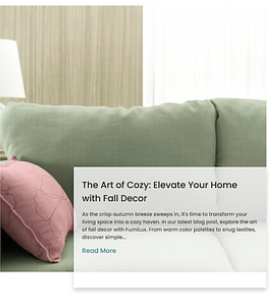 The Art of Cozy: Elevate Your Home
with Fall Decor
As the crisp autumn breeze sweeps in, it's time to transform your
living space into a cozy haven. In our latest blog post, explore the art
of fall decor with FurniLux. From warm color palettes to snug textiles,
discover simple...
Read More